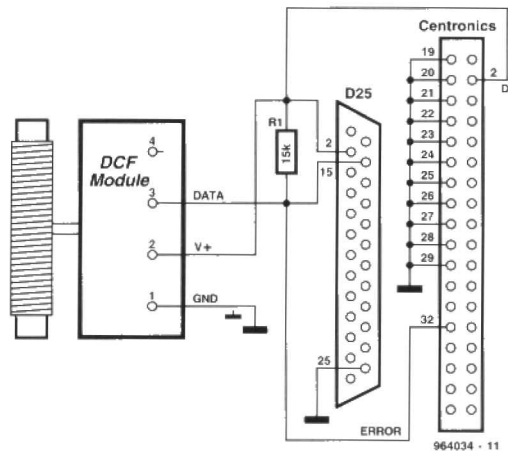 Centronics
19
20
2
D
21
22
23
24
25
26
27
28
29
32
D25
2
15
25
R1
15k
DCF
Module
4
3
DATA
2
V+
1
GND
ERROR
964034 - 11